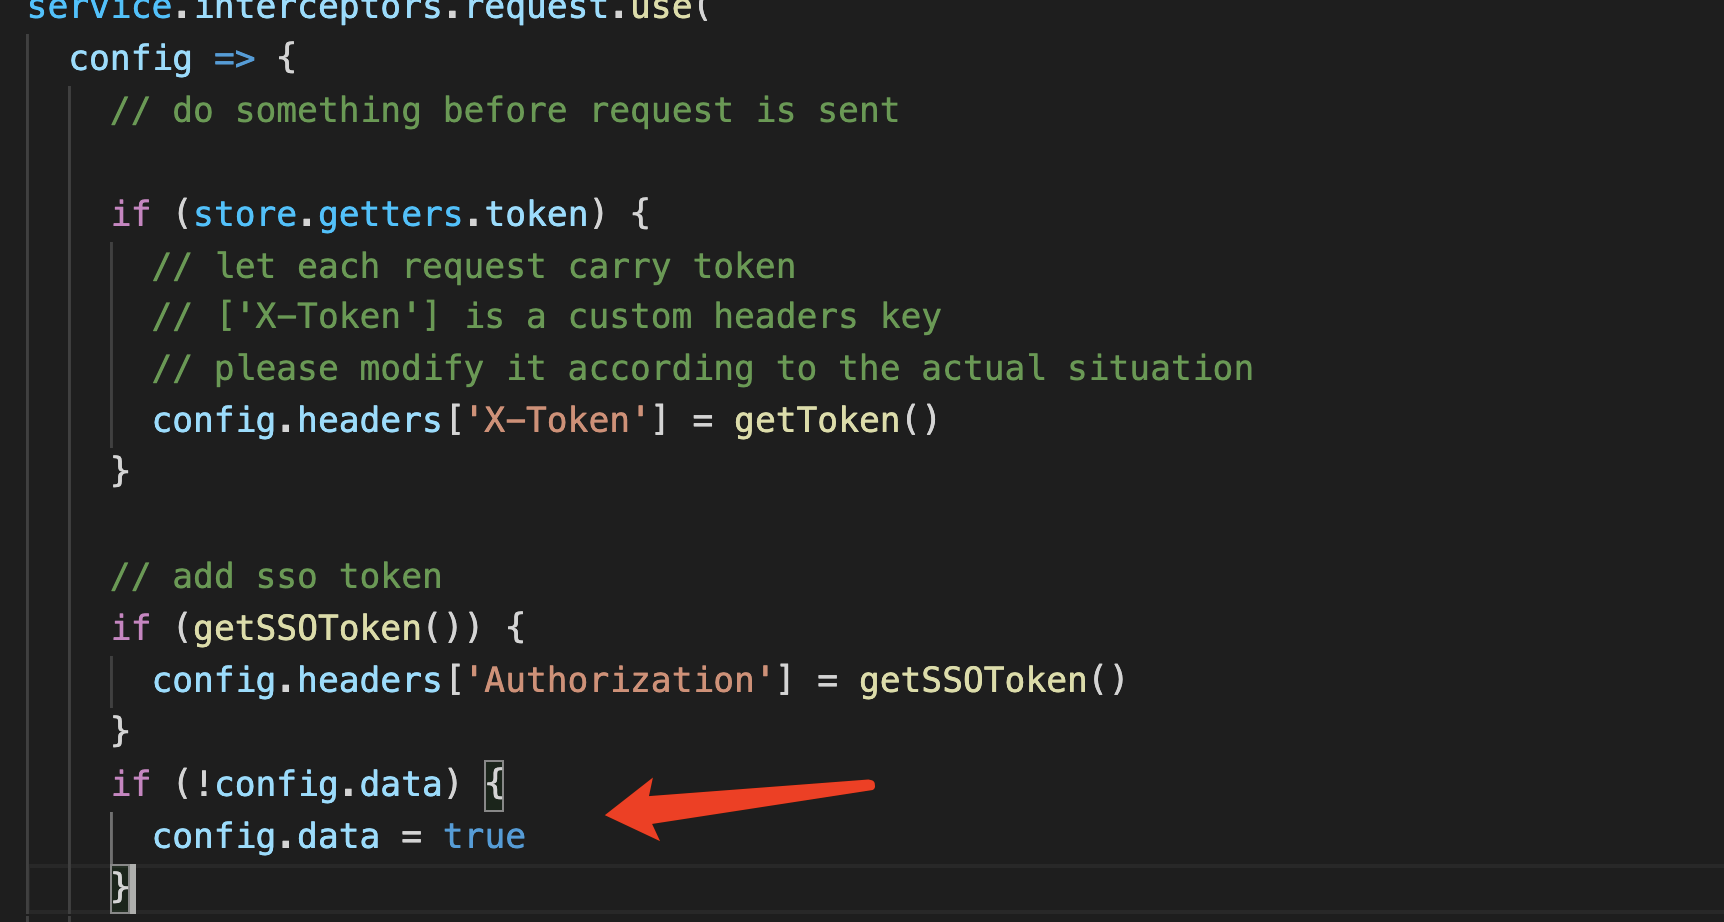 service.interceptors.request.use(
config => {
// do something before request is sent
if (store.getters.token) {
// let each request carry token
// ['X-Token'] is a custom headers key
// please modify it according to the actual situation
config.headers['X-Token'] = getToken()
}
// add sso token
if (getSSOToken()) {
config.headers['Authorization'] = getSSOToken()
}
if (!config.data) {
config.data = true
}